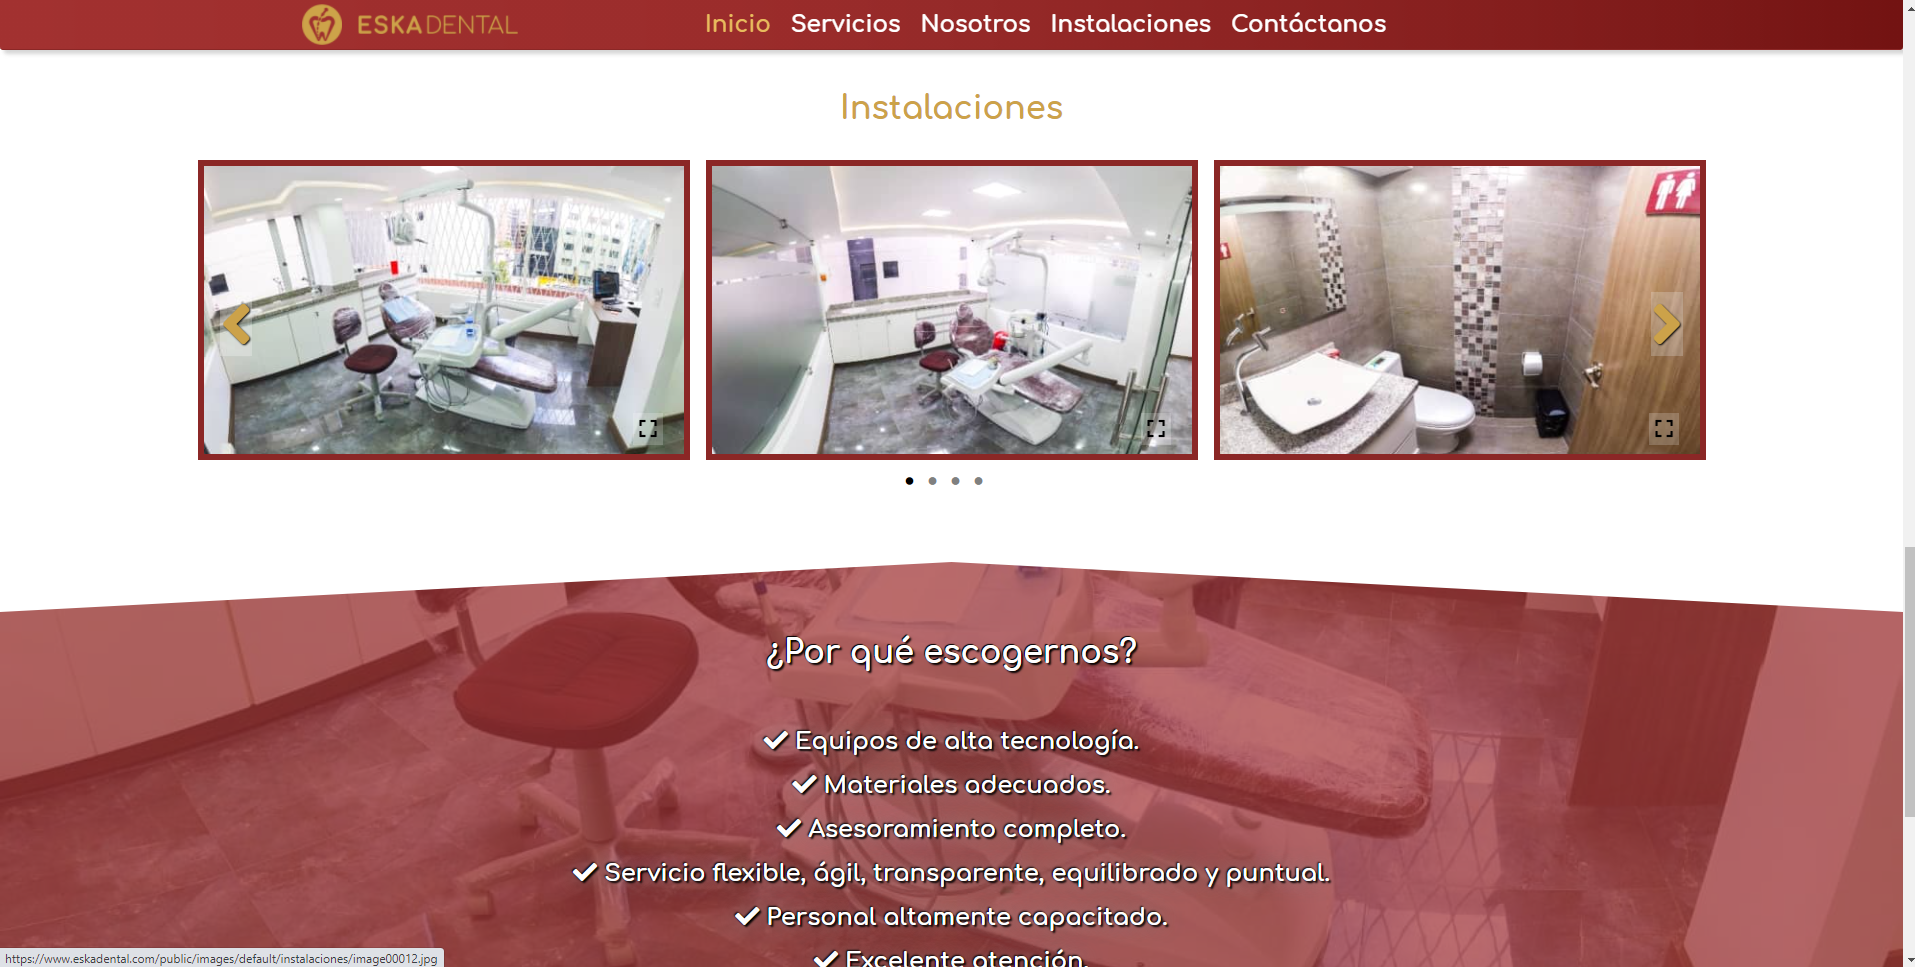 ESKADENTAL
Inicio Servicios Nosotros Instalaciones Contáctanos
Instalaciones
¿Por qué escogernos?
Equipos de alta tecnología.
Materiales adecuados.
Asesoramiento completo.
Servicio flexible, ágil, transparente, equilibrado y puntual.
Personal altamente capacitado.
Excelente atención.
https://www.eskadental.com/public/images/default/instalaciones/image00012.jpg